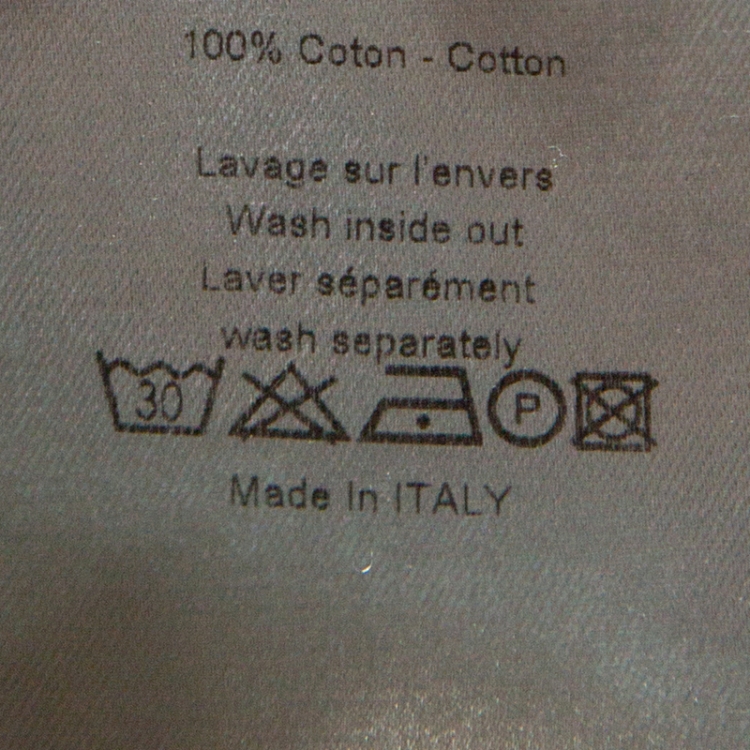 100% Coton - Cotton
Lavage sur l'envers
Wash inside out
Laver séparément
wash separately
30 P
Made In ITALY